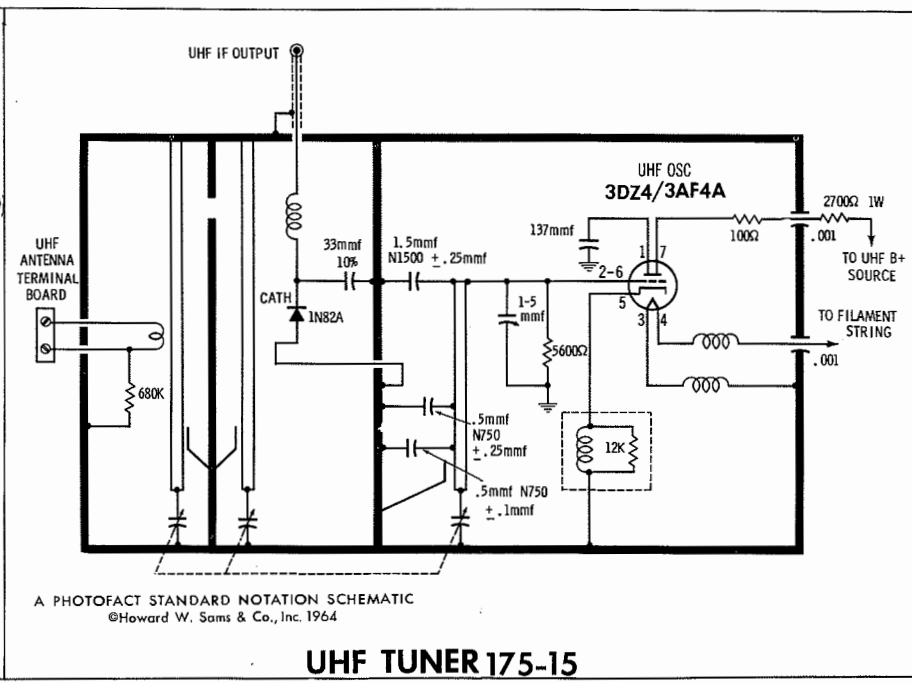 UHF IF OUTPUT
UHF OSC
3DZ4/3AF4A
2700Ω 1W
100Ω
.001
TO UHF B+
SOURCE
137mmf
1 7
2-6
5
3 4
33mmf
10%
1.5mmf
N1500 ± .25mmf
UHF
ANTENNA
TERMINAL
BOARD
CATH
1N82A
1-5
mmf
5600Ω
TO FILAMENT
STRING
.001
680K
.5mmf
N750
± .25mmf
12K
.5mmf N750
± .1mmf
A PHOTOFACT STANDARD NOTATION SCHEMATIC
©Howard W. Sams & Co., Inc. 1964
UHF TUNER 175-15